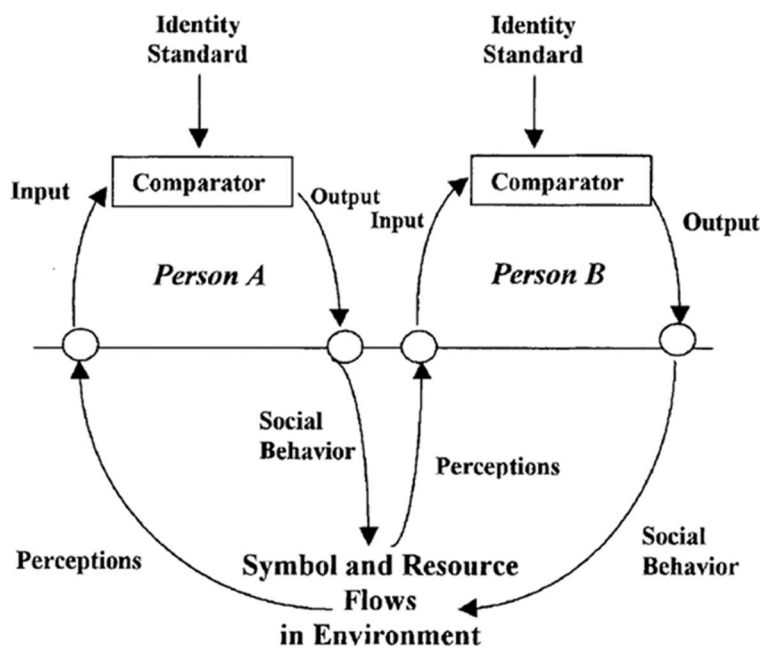 Identity
Standard
Identity
Standard
Comparator
Comparator
Input
Output
Input
Output
Person A
Person B
Social
Behavior
Perceptions
Perceptions
Social
Behavior
Symbol and Resource
Flows
in Environment